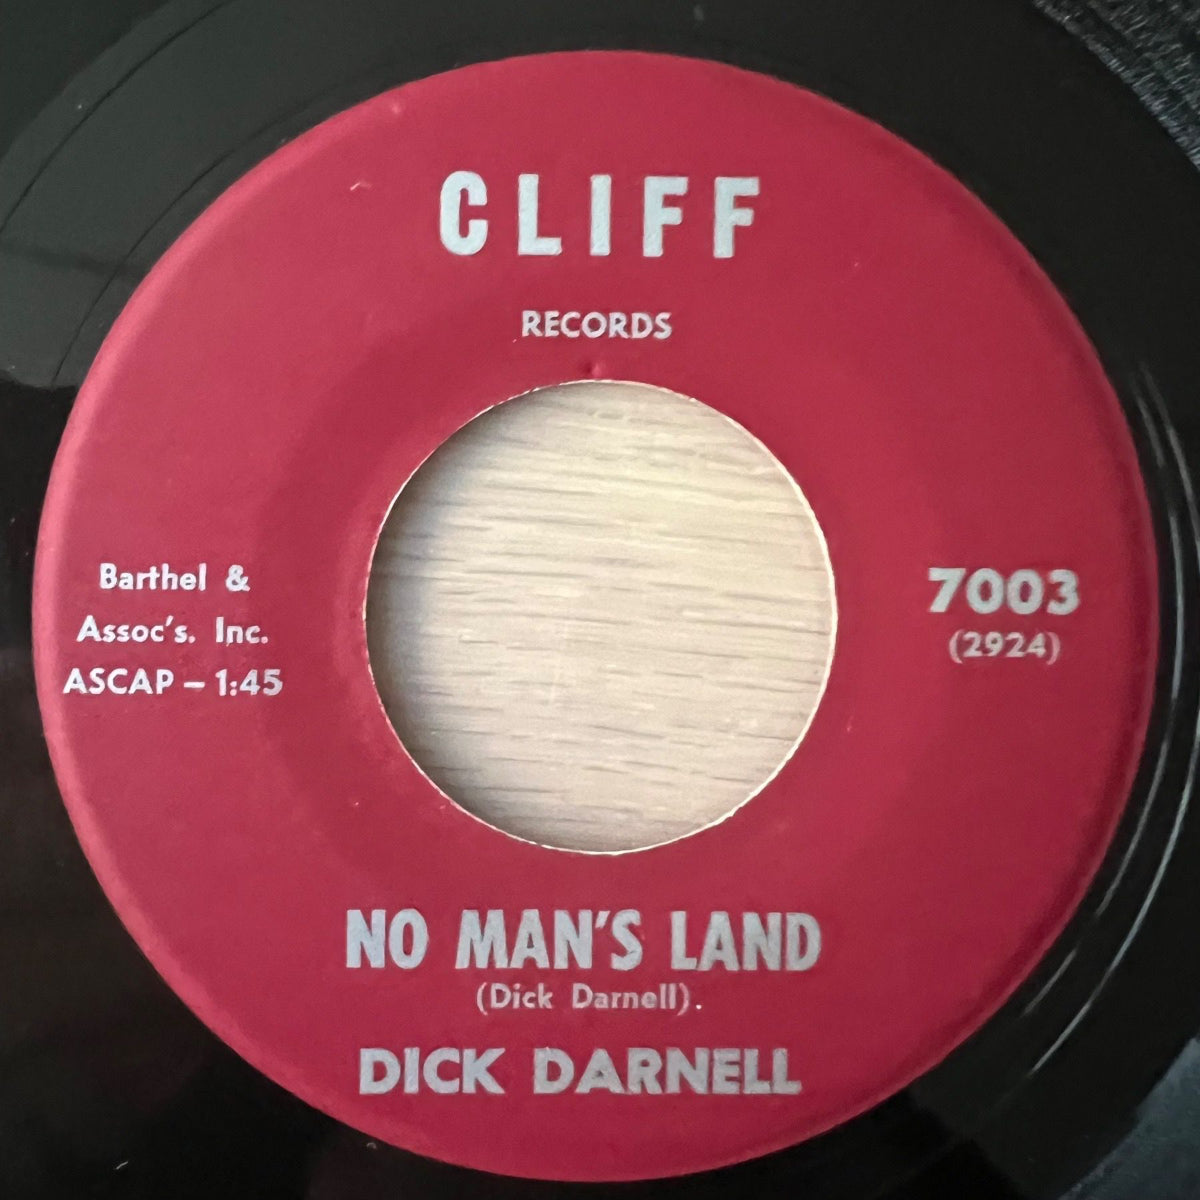 CLIFF
RECORDS
Barthel &
Assoc's. Inc.
ASCAP – 1:45
7003
(2924)
NO MAN'S LAND
(Dick Darnell).
DICK DARNELL